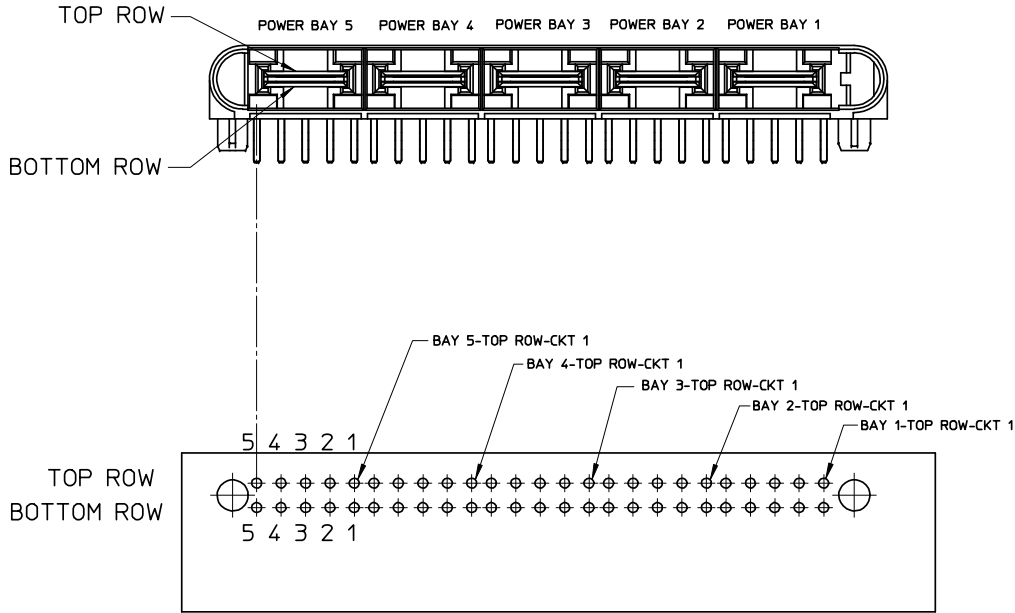 TOP ROW
POWER BAY 5
POWER BAY 4
POWER BAY 3
POWER BAY 2
POWER BAY 1
BOTTOM ROW
BAY 5-TOP ROW-CKT 1
BAY 4-TOP ROW-CKT 1
BAY 3-TOP ROW-CKT 1
BAY 2-TOP ROW-CKT 1
BAY 1-TOP ROW-CKT 1
5 4 3 2 1
TOP ROW
BOTTOM ROW
5 4 3 2 1